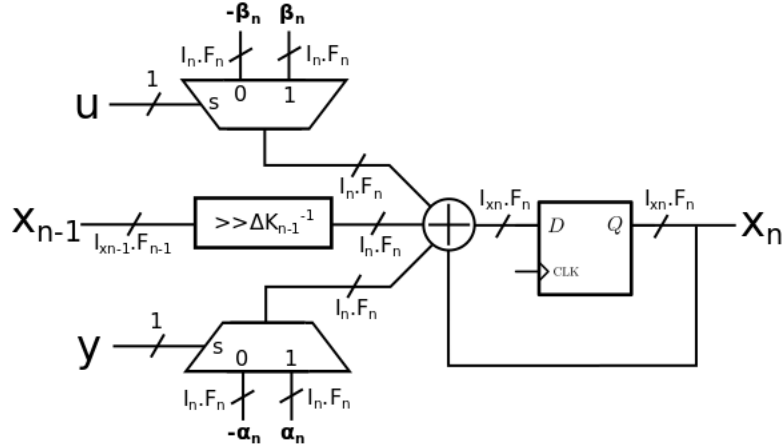 -βn βn
In.Fn In.Fn
1 0 1
u s
In.Fn
Ixn.Fn Ixn.Fn
xn-1 >>ΔKn-1⁻¹ D Q xn
Ixn-1.Fn-1 In.Fn
CLK
In.Fn
1
y s 0 1
In.Fn In.Fn
-αn αn